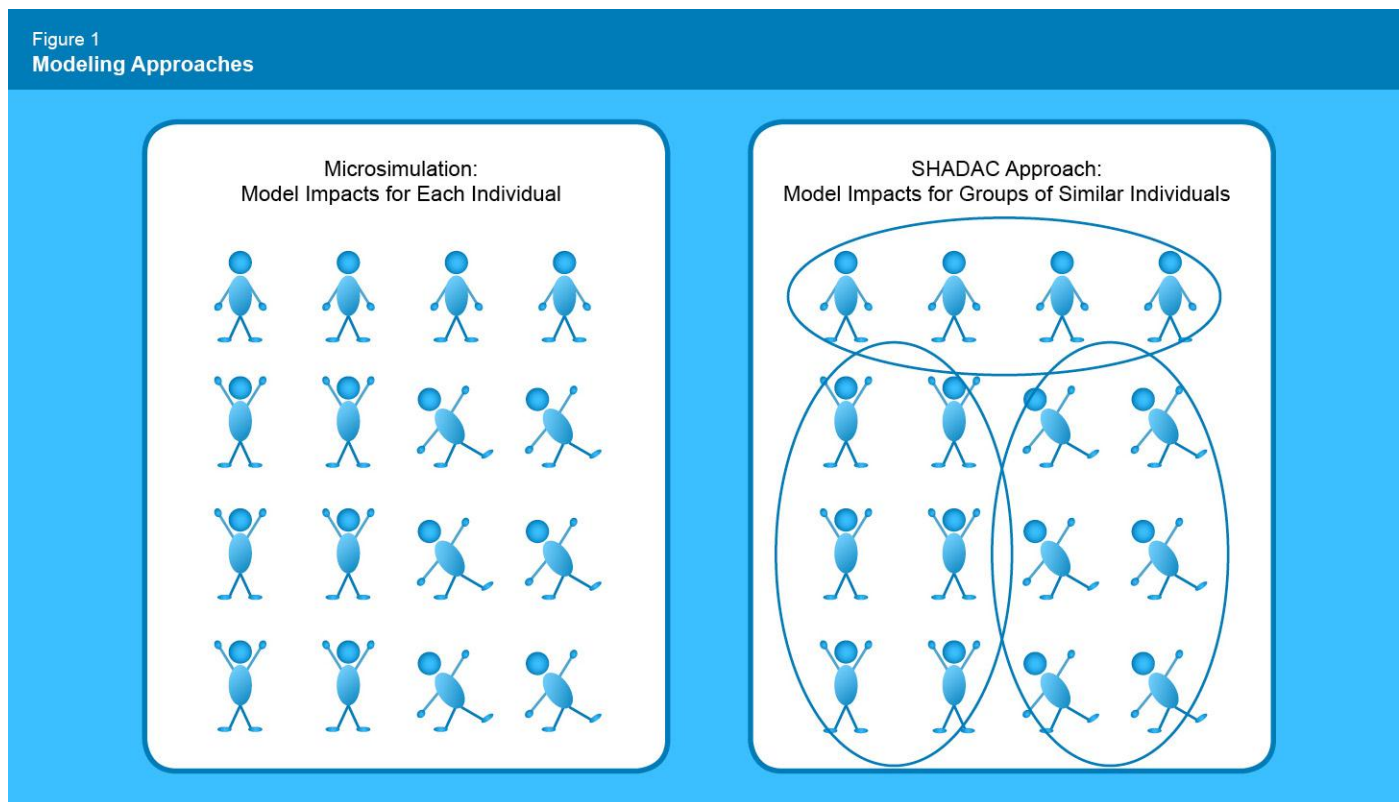 Figure 1
Modeling Approaches
Microsimulation:
Model Impacts for Each Individual
SHADAC Approach:
Model Impacts for Groups of Similar Individuals